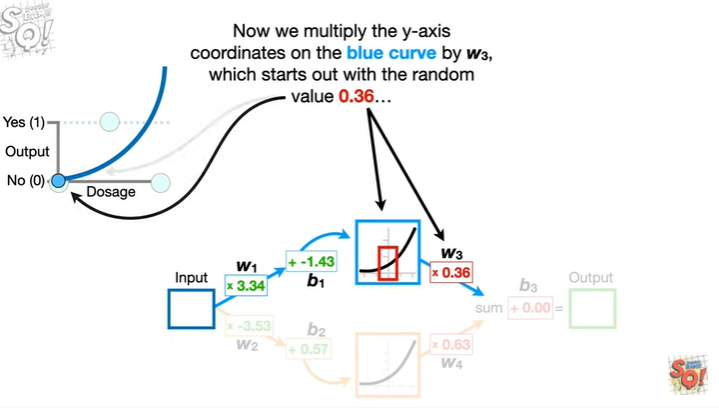 STATQUEST!
Now we multiply the y-axis
coordinates on the blue curve by w₃,
which starts out with the random
value 0.36...
Yes (1)
Output
No (0)
Dosage
Input
w₁
x 3.34
+ -1.43
b₁
w₃
x 0.36
b₃
Output
sum
+ 0.00
=
x -3.53
w₂
b₂
+ 0.57
x 0.63
w₄
SQ!